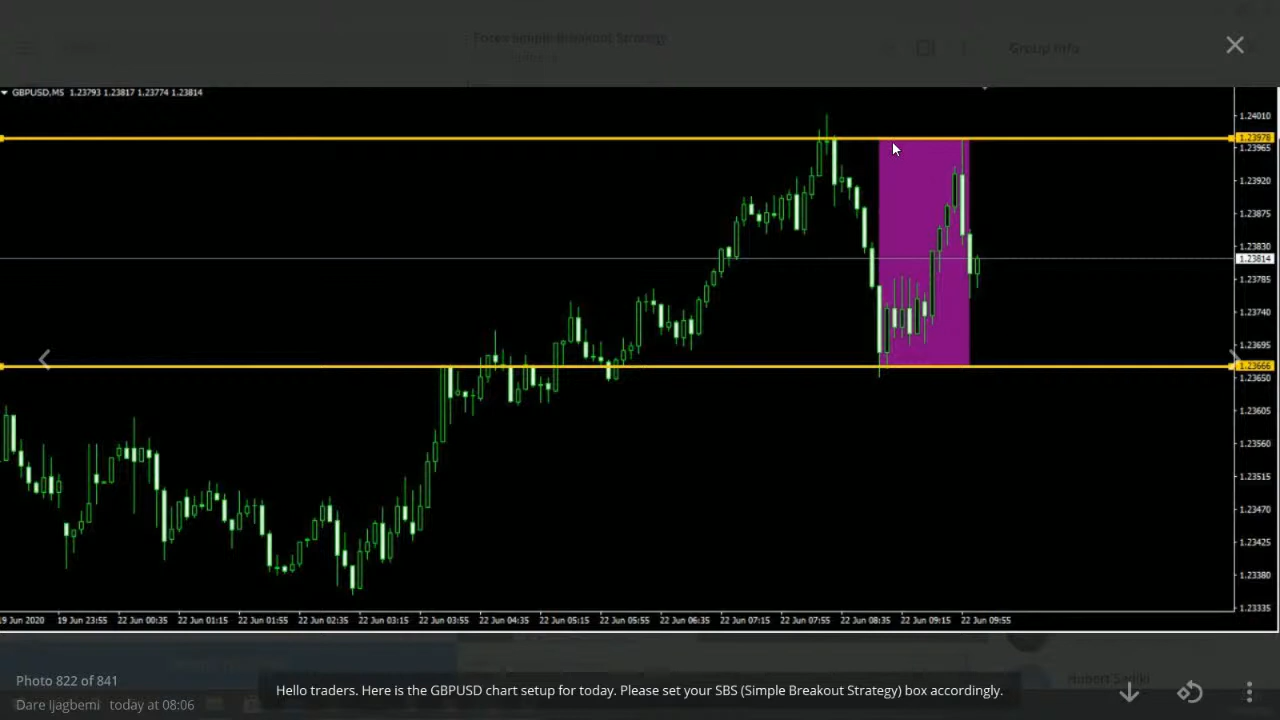 Forex Simple Breakout Strategy
Group Info
GBPUSD,M5 1.23793 1.23817 1.23774 1.23814
1.24010
1.23976
1.23965
1.23920
1.23875
1.23830
1.23814
1.23785
1.23740
1.23695
1.23666
1.23650
1.23605
1.23560
1.23515
1.23470
1.23425
1.23380
1.23335
19 Jun 2020 19 Jun 23:55 22 Jun 00:35 22 Jun 01:15 22 Jun 01:55 22 Jun 02:35 22 Jun 03:15 22 Jun 03:55 22 Jun 04:35 22 Jun 05:15 22 Jun 05:55 22 Jun 06:35 22 Jun 07:15 22 Jun 07:55 22 Jun 08:35 22 Jun 09:15 22 Jun 09:55
Photo 822 of 841
Hello traders. Here is the GBPUSD chart setup for today. Please set your SBS (Simple Breakout Strategy) box accordingly.
Dare Ijagbemi today at 08:06